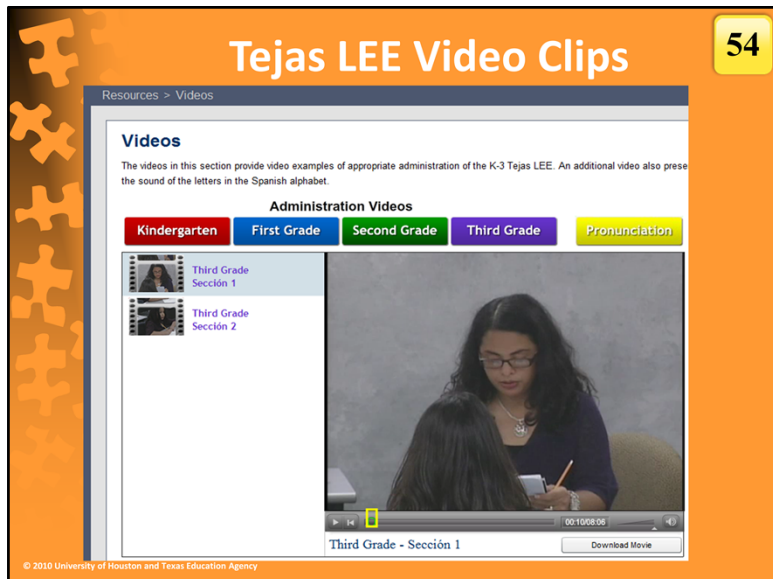 Tejas LEE Video Clips
54
Resources > Videos
Videos
The videos in this section provide video examples of appropriate administration of the K-3 Tejas LEE. An additional video also prese
the sound of the letters in the Spanish alphabet.
Administration Videos
Kindergarten
First Grade
Second Grade
Third Grade
Pronunciation
Third Grade
Sección 1
Third Grade
Sección 2
00:10/08:06
Third Grade - Sección 1
Download Movie
© 2010 University of Houston and Texas Education Agency